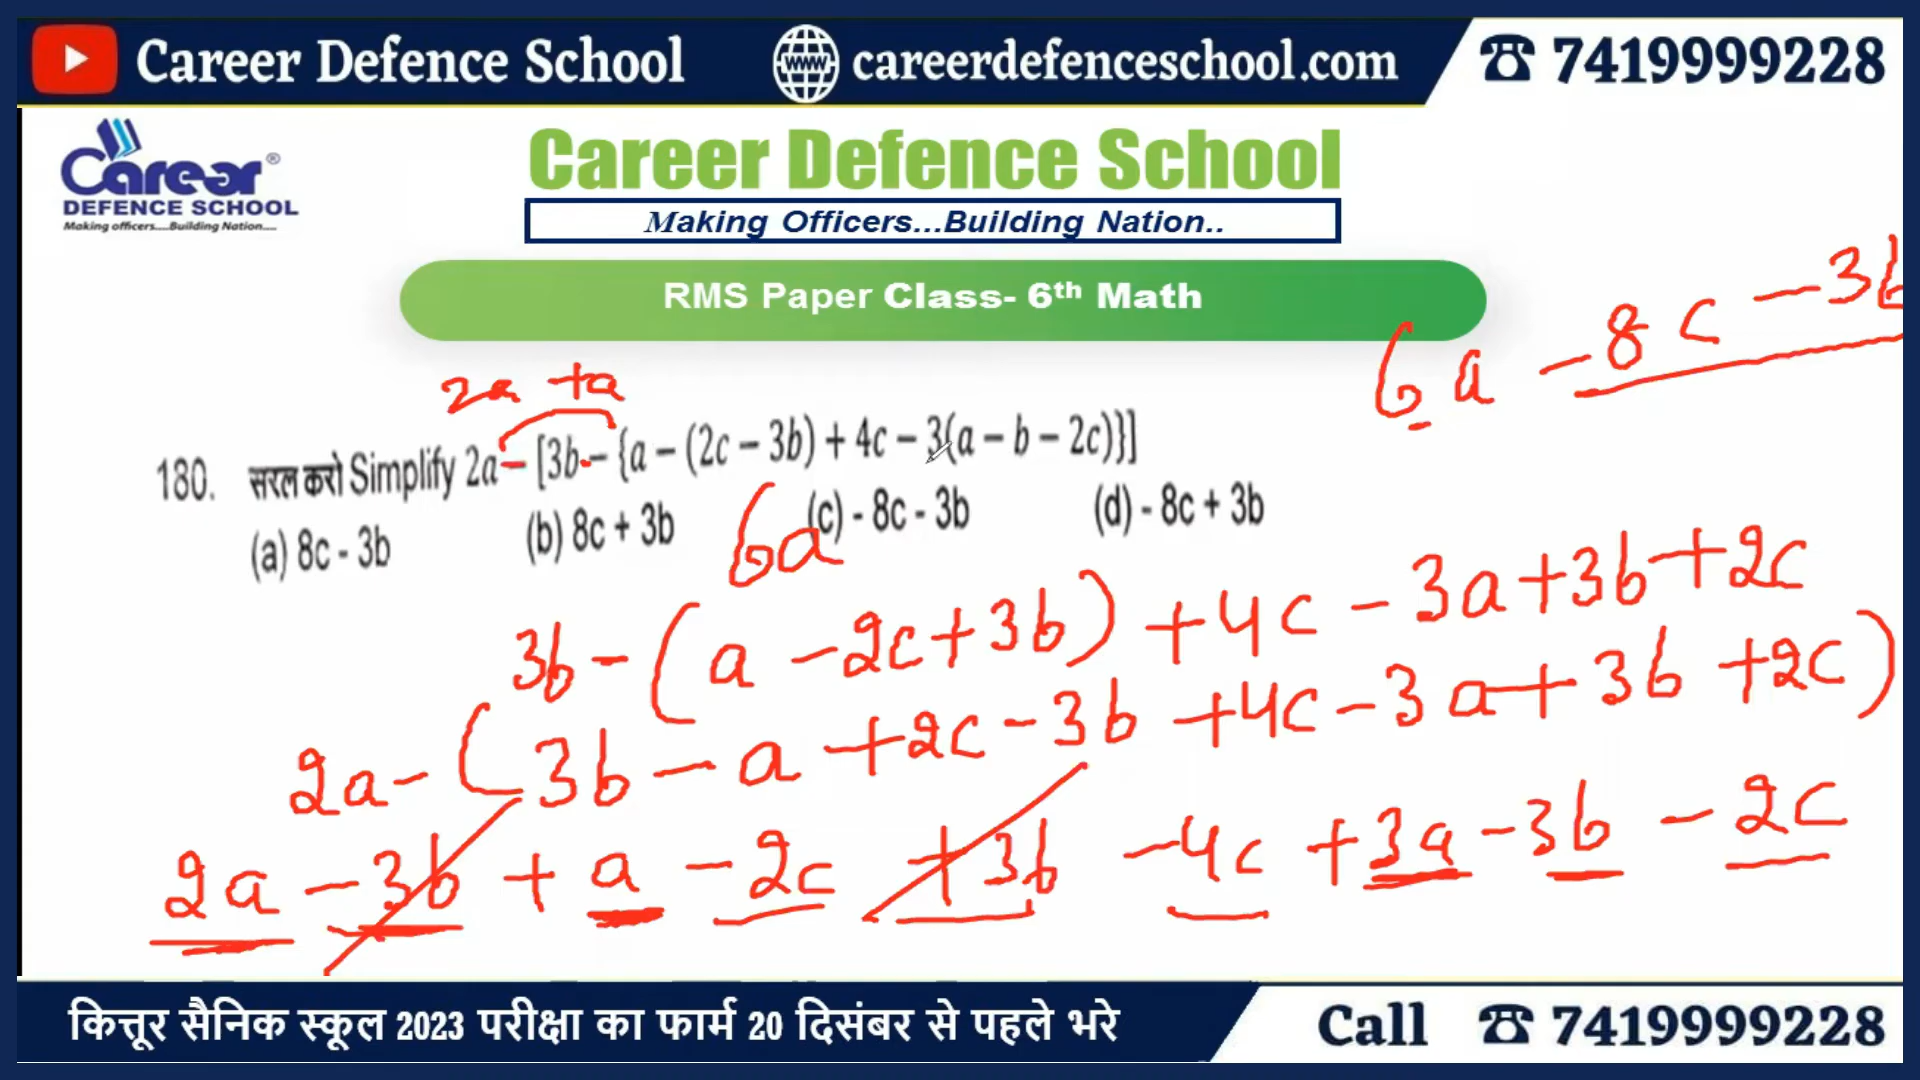 Career Defence School
www
careerdefenceschool.com
7419999228
Carear®
DEFENCE SCHOOL
Making officers....Building Nation....
Career Defence School
Making Officers...Building Nation..
RMS Paper Class- 6th Math
6a - 8c - 3b
2a +a
180. सरल करो Simplify 2a - [3b - {a - (2c - 3b) + 4c - 3(a - b - 2c)}]
(a) 8c - 3b (b) 8c + 3b (c) - 8c - 3b (d) - 8c + 3b
6a
3b - (a - 2c + 3b) + 4c - 3a + 3b + 2c
2a - (3b - a + 2c - 3b + 4c - 3a + 3b + 2c)
2a - 3b + a - 2c + 3b - 4c + 3a - 3b - 2c
कित्तूर सैनिक स्कूल 2023 परीक्षा का फार्म 20 दिसंबर से पहले भरे
Call 7419999228